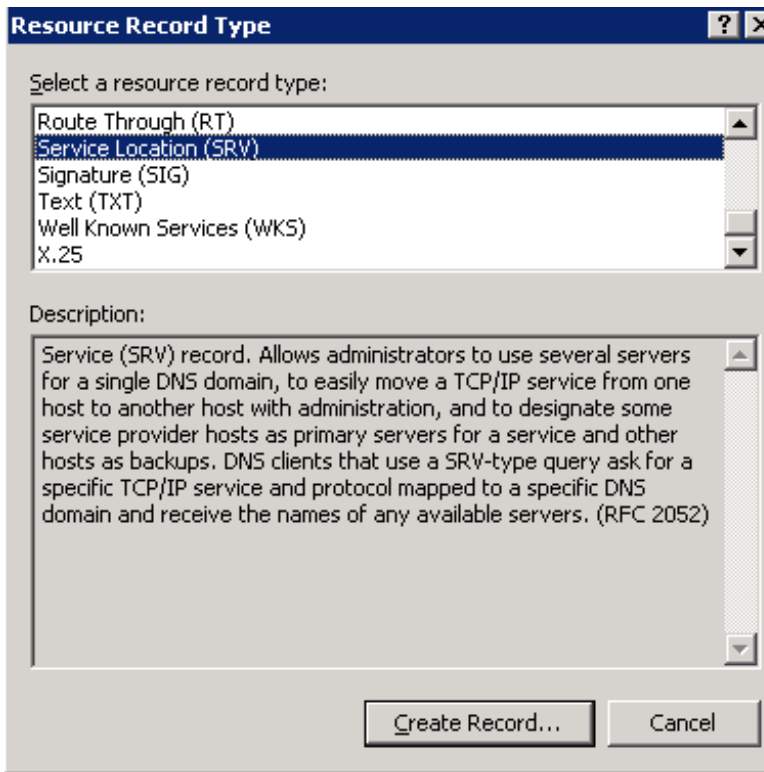 Resource Record Type
Select a resource record type:
Route Through (RT)
Service Location (SRV)
Signature (SIG)
Text (TXT)
Well Known Services (WKS)
X.25
Description:
Service (SRV) record. Allows administrators to use several servers
for a single DNS domain, to easily move a TCP/IP service from one
host to another host with administration, and to designate some
service provider hosts as primary servers for a service and other
hosts as backups. DNS clients that use a SRV-type query ask for a
specific TCP/IP service and protocol mapped to a specific DNS
domain and receive the names of any available servers. (RFC 2052)
Create Record... Cancel